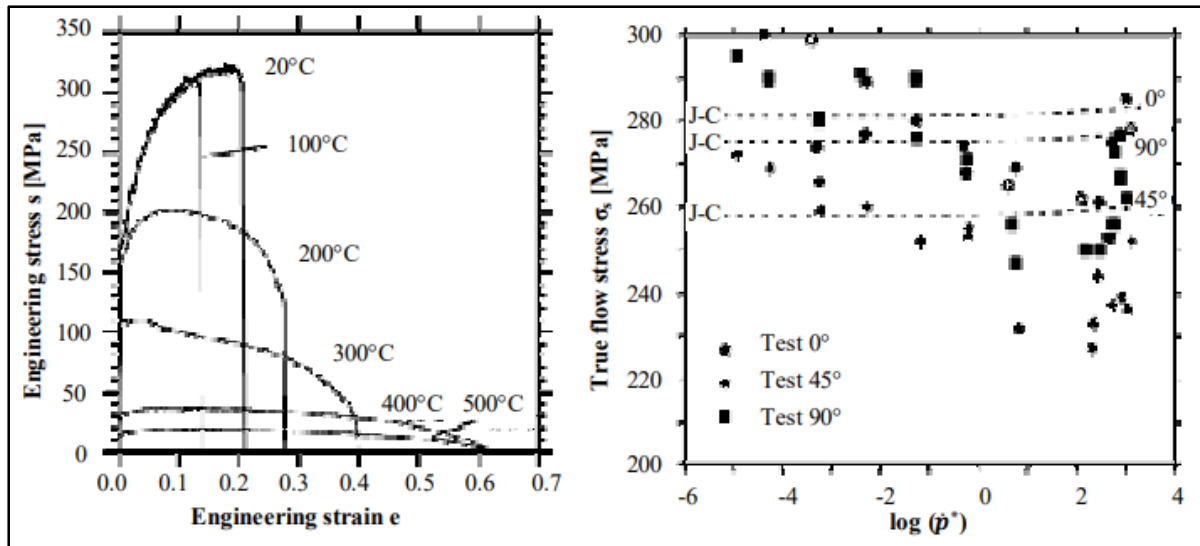 350
300
250
200
150
100
50
0
Engineering stress s [MPa]
20°C
100°C
200°C
300°C
400°C
500°C
0.0 0.1 0.2 0.3 0.4 0.5 0.6 0.7
Engineering strain e
300
280
260
240
220
200
True flow stress σs [MPa]
J-C
J-C
J-C
0°
90°
45°
Test 0°
Test 45°
Test 90°
-6 -4 -2 0 2 4
log (ṗ*)